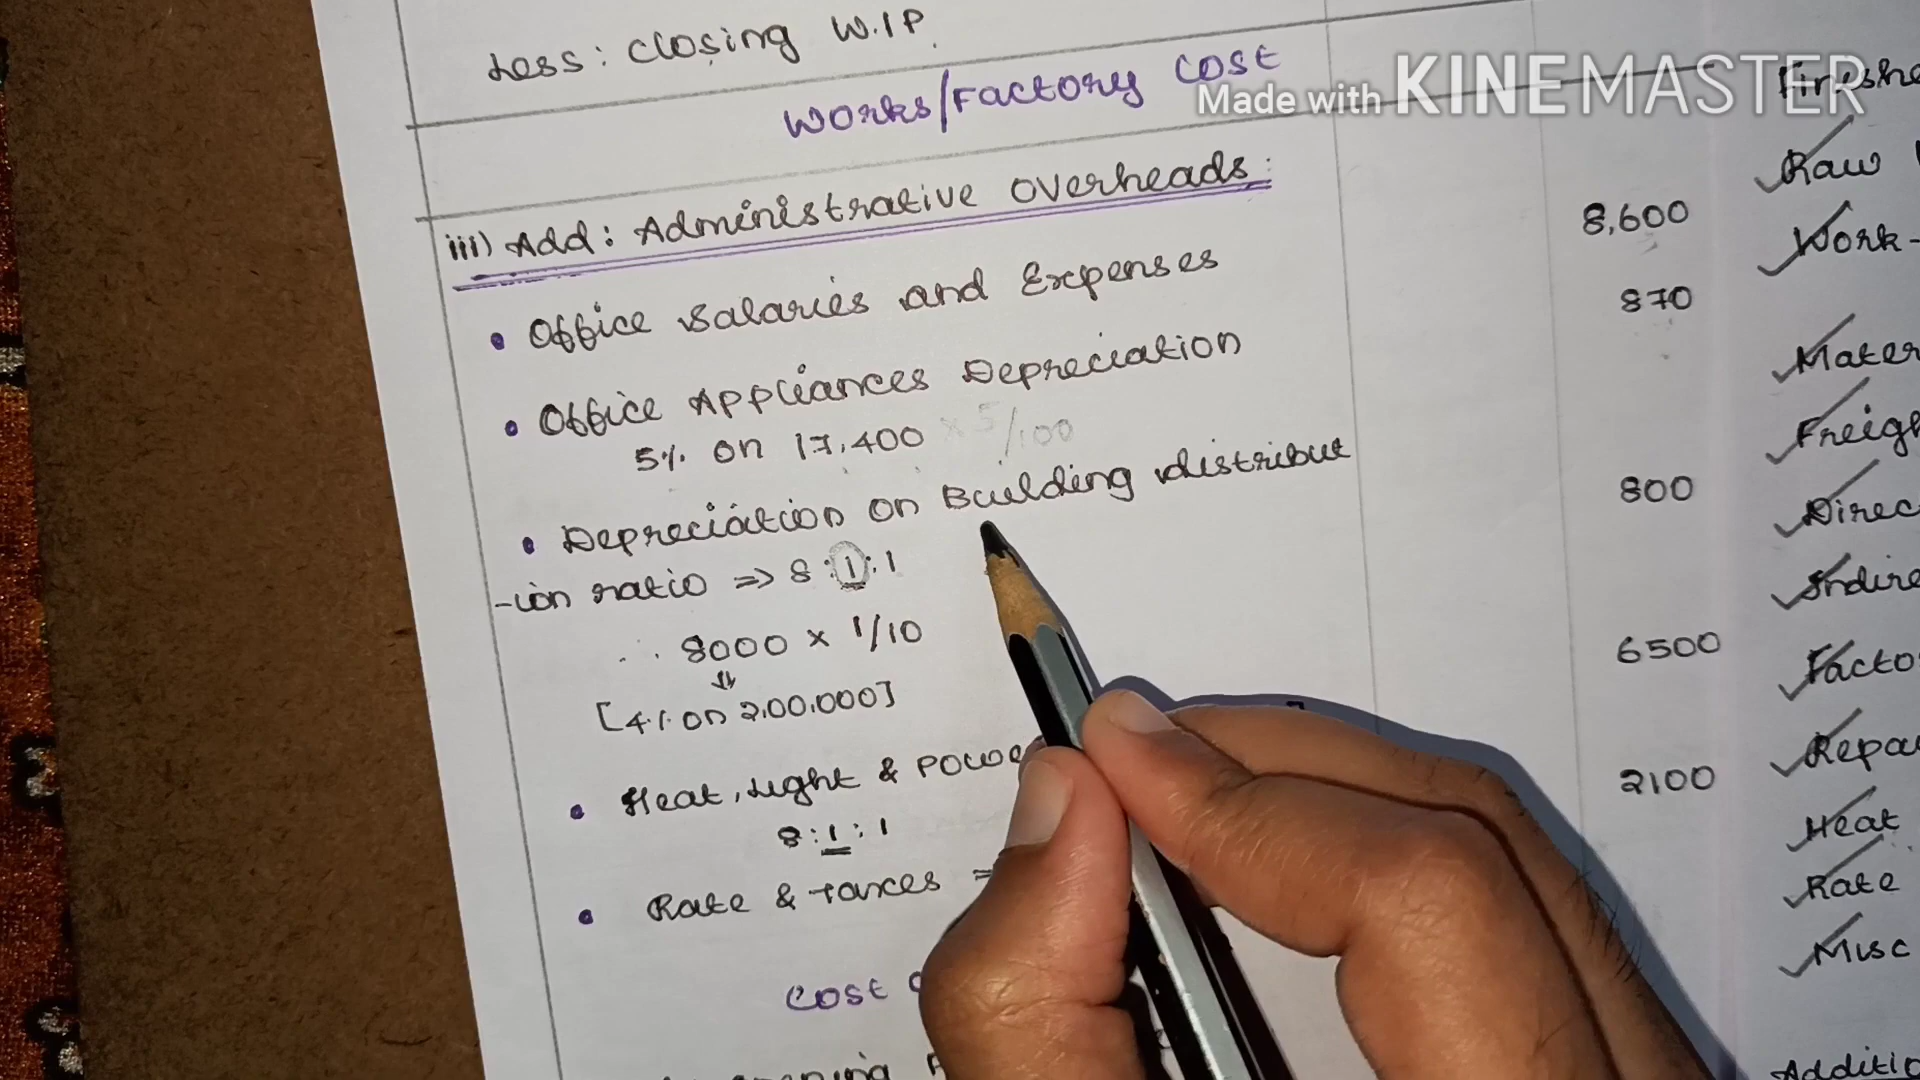 Less: Closing W.I.P.
Works/Factory Cost
Made with KINEMASTER
iii) Add: Administrative Overheads:
• Office Salaries and Expenses 8,600
• Office Appliances Depreciation 870
5% on 17,400 × 5/100
• Depreciation on Building distribut
-ion ratio => 8:1:1 800
∴ 8000 × 1/10
[4% on 2,00,000]
• Heat, Light & Powe 6500
8:1:1
• Rate & taxes = 2100
Cost
Raw
Work-
Mater
Freigh
Direc
Indire
Facto
Repa
Heat
Rate
Misc
Additio